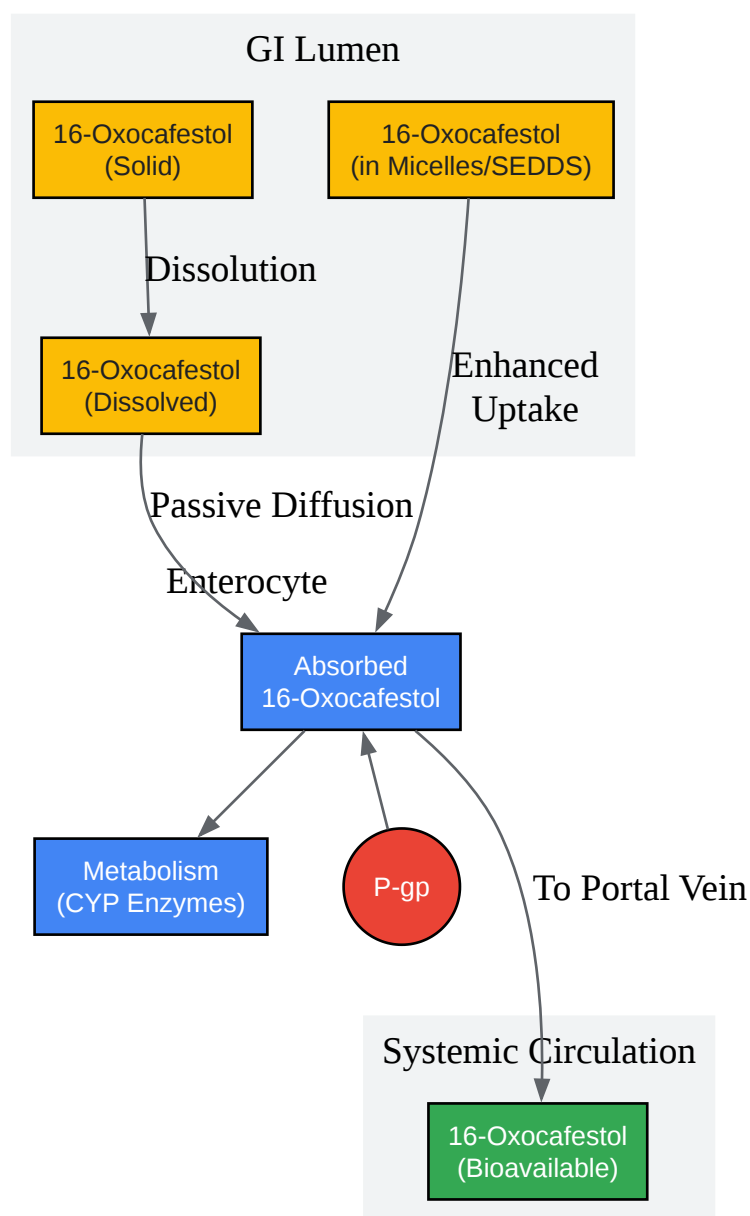 GI Lumen
16-Oxocafestol
(Solid)
16-Oxocafestol
(in Micelles/SEDDS)
Dissolution
16-Oxocafestol
(Dissolved)
Enhanced
Uptake
Passive Diffusion
Enterocyte
Absorbed
16-Oxocafestol
Metabolism
(CYP Enzymes)
P-gp
To Portal Vein
Systemic Circulation
16-Oxocafestol
(Bioavailable)